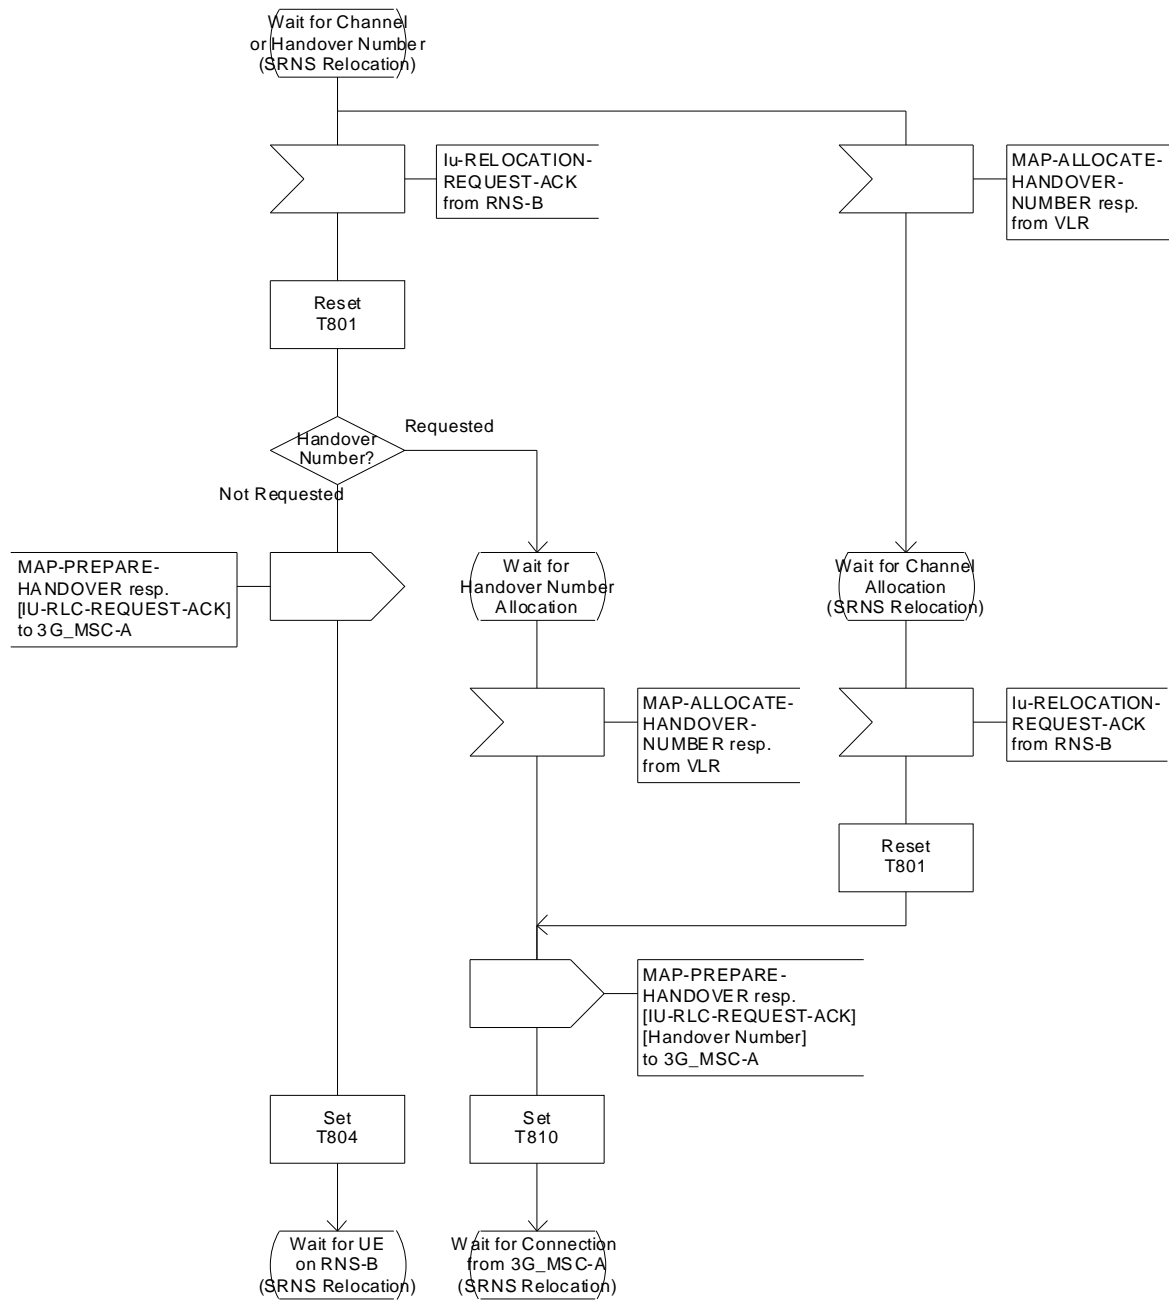 Wait for Channel
or Handover Number
(SRNS Relocation)
Iu-RELOCATION-
REQUEST-ACK
from RNS-B
MAP-ALLOCATE-
HANDOVER-
NUMBER resp.
from VLR
Reset
T801
Handover
Number?
Requested
Not Requested
MAP-PREPARE-
HANDOVER resp.
[IU-RLC-REQUEST-ACK]
to 3G_MSC-A
Wait for
Handover Number
Allocation
Wait for Channel
Allocation
(SRNS Relocation)
MAP-ALLOCATE-
HANDOVER-
NUMBER resp.
from VLR
Iu-RELOCATION-
REQUEST-ACK
from RNS-B
Reset
T801
MAP-PREPARE-
HANDOVER resp.
[IU-RLC-REQUEST-ACK]
[Handover Number]
to 3G_MSC-A
Set
T804
Set
T810
Wait for UE
on RNS-B
(SRNS Relocation)
Wait for Connection
from 3G_MSC-A
(SRNS Relocation)